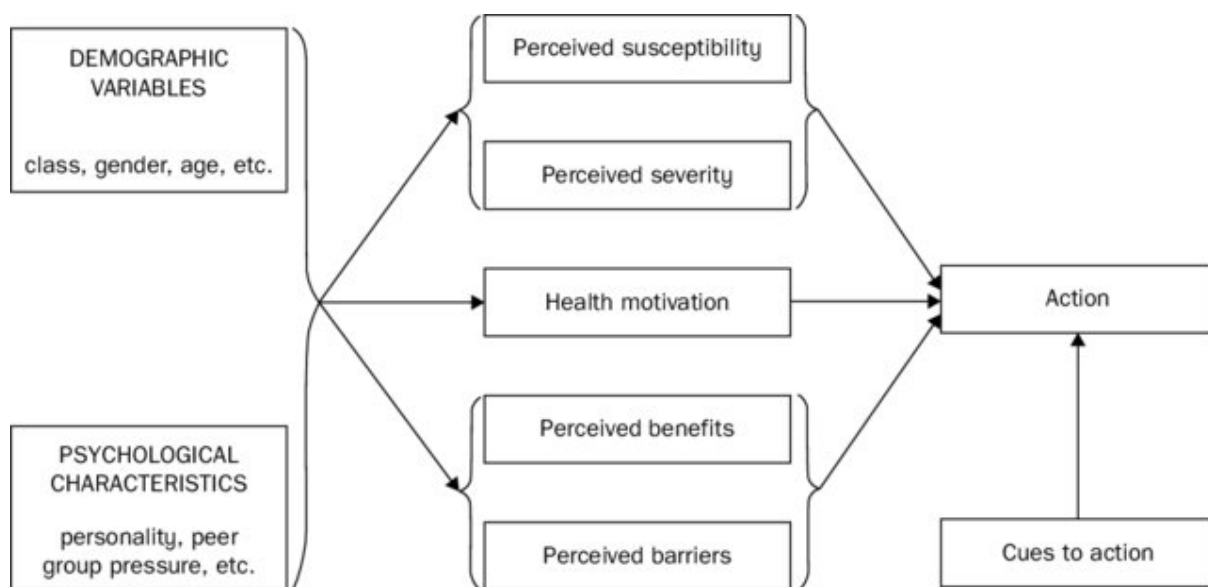 DEMOGRAPHIC
VARIABLES
class, gender, age, etc.
PSYCHOLOGICAL
CHARACTERISTICS
personality, peer
group pressure, etc.
Perceived susceptibility
Perceived severity
Health motivation
Perceived benefits
Perceived barriers
Action
Cues to action